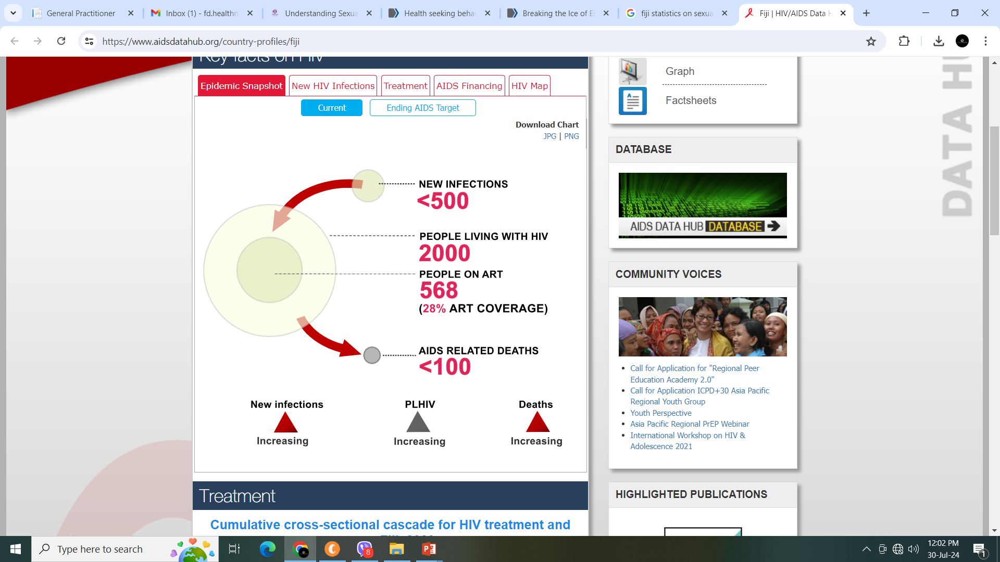 General Practitioner
Inbox (1) - fd.healthm
Understanding Sexua
Health seeking behav
Breaking the Ice of E
fiji statistics on sexua
Fiji | HIV/AIDS Data H
https://www.aidsdatahub.org/country-profiles/fiji
Key facts on HIV
Epidemic Snapshot
New HIV Infections
Treatment
AIDS Financing
HIV Map
Current
Ending AIDS Target
Download Chart
JPG | PNG
NEW INFECTIONS
<500
PEOPLE LIVING WITH HIV
2000
PEOPLE ON ART
568
(28% ART COVERAGE)
AIDS RELATED DEATHS
<100
New infections
PLHIV
Deaths
Increasing
Increasing
Increasing
Treatment
Cumulative cross-sectional cascade for HIV treatment and
Graph
Factsheets
DATABASE
AIDS DATA HUB DATABASE
COMMUNITY VOICES
Call for Application for "Regional Peer
Education Academy 2.0"
Call for Application ICPD+30 Asia Pacific
Regional Youth Group
Youth Perspective
Asia Pacific Regional PrEP Webinar
International Workshop on HIV &
Adolescence 2021
HIGHLIGHTED PUBLICATIONS
DATA HU
Type here to search
8
12:02 PM
30-Jul-24
1